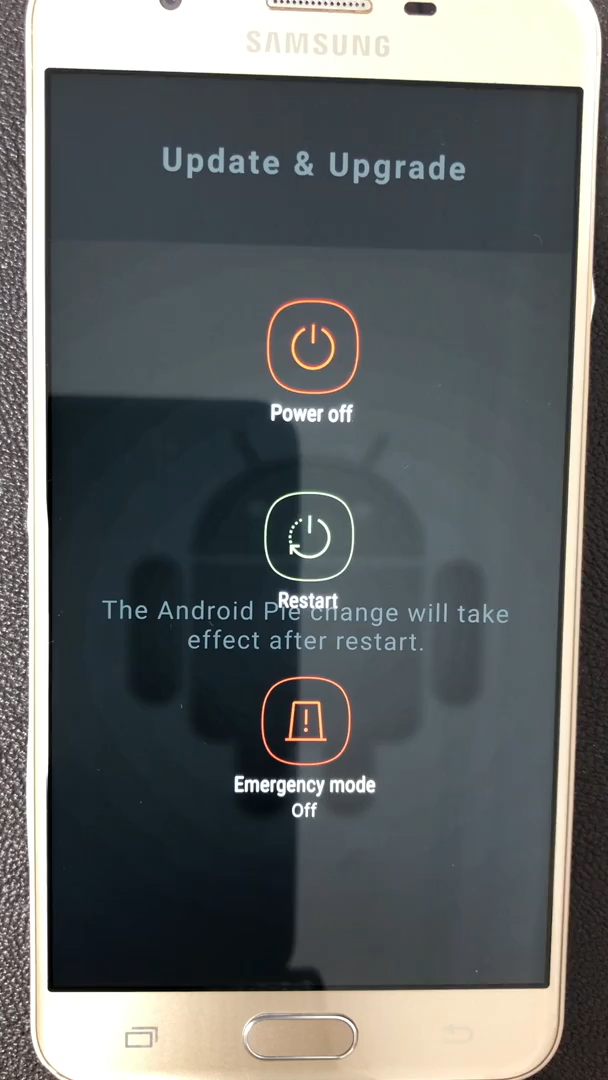 SAMSUNG
Update & Upgrade
Power off
Restart
The Android Pie change will take
effect after restart.
Emergency mode
Off